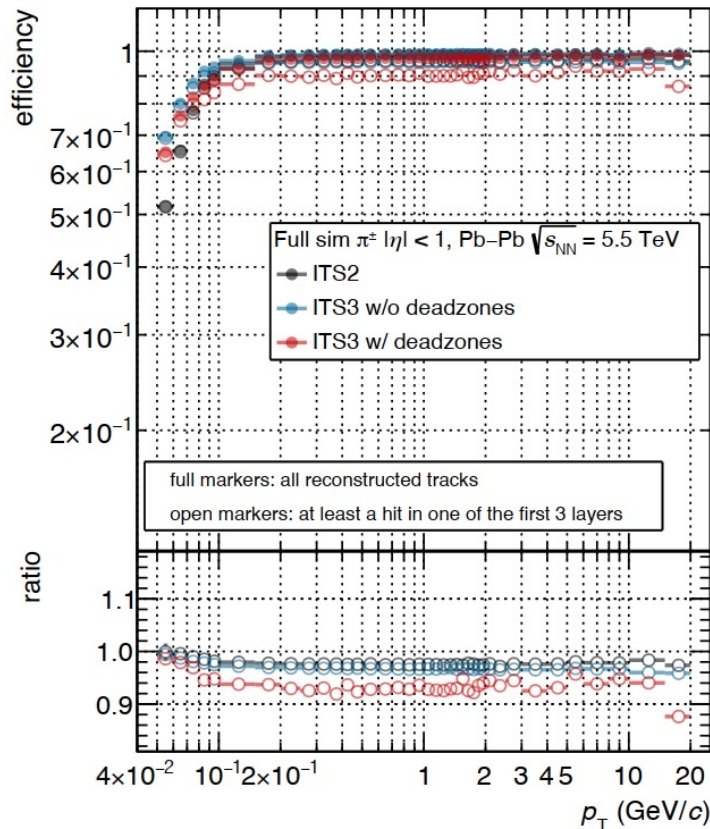 efficiency
1
7×10⁻¹
6×10⁻¹
5×10⁻¹
4×10⁻¹
3×10⁻¹
2×10⁻¹
Full sim π± |η| < 1, Pb–Pb √sNN = 5.5 TeV
ITS2
ITS3 w/o deadzones
ITS3 w/ deadzones
full markers: all reconstructed tracks
open markers: at least a hit in one of the first 3 layers
ratio
1.1
1.0
0.9
4×10⁻² 10⁻¹ 2×10⁻¹ 1 2 3 4 5 10 20
pT (GeV/c)